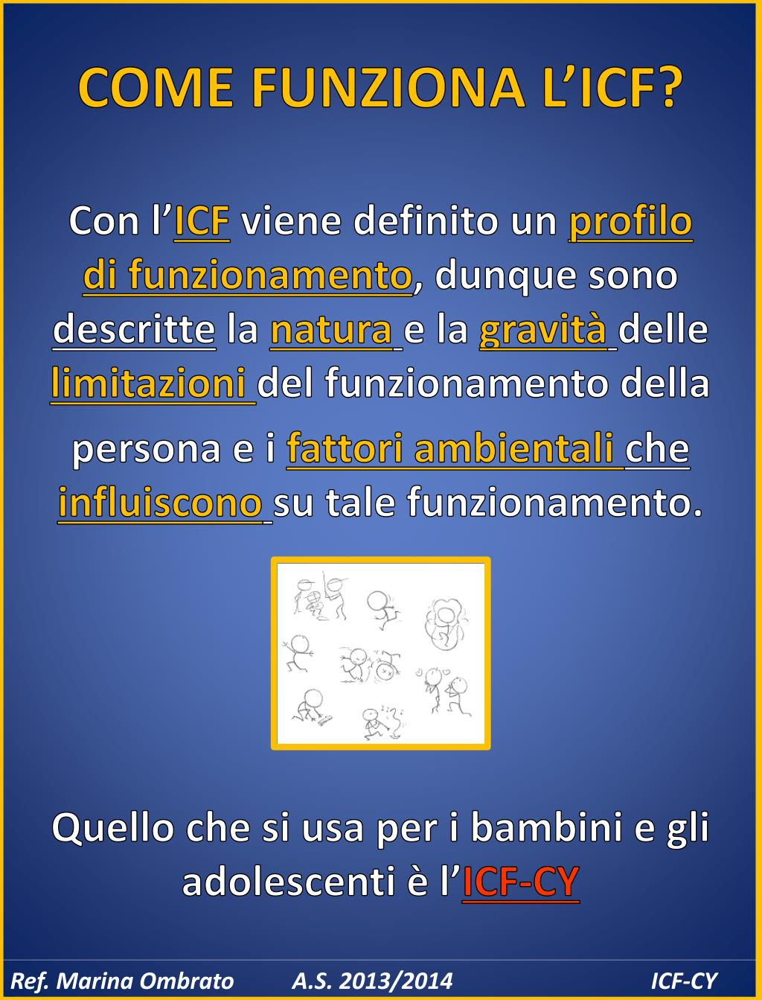 COME FUNZIONA L’ICF?
Con l’ICF viene definito un profilo
di funzionamento, dunque sono
descritte la natura e la gravità delle
limitazioni del funzionamento della
persona e i fattori ambientali che
influiscono su tale funzionamento.
Quello che si usa per i bambini e gli
adolescenti è l’ICF-CY
Ref. Marina Ombrato A.S. 2013/2014 ICF-CY